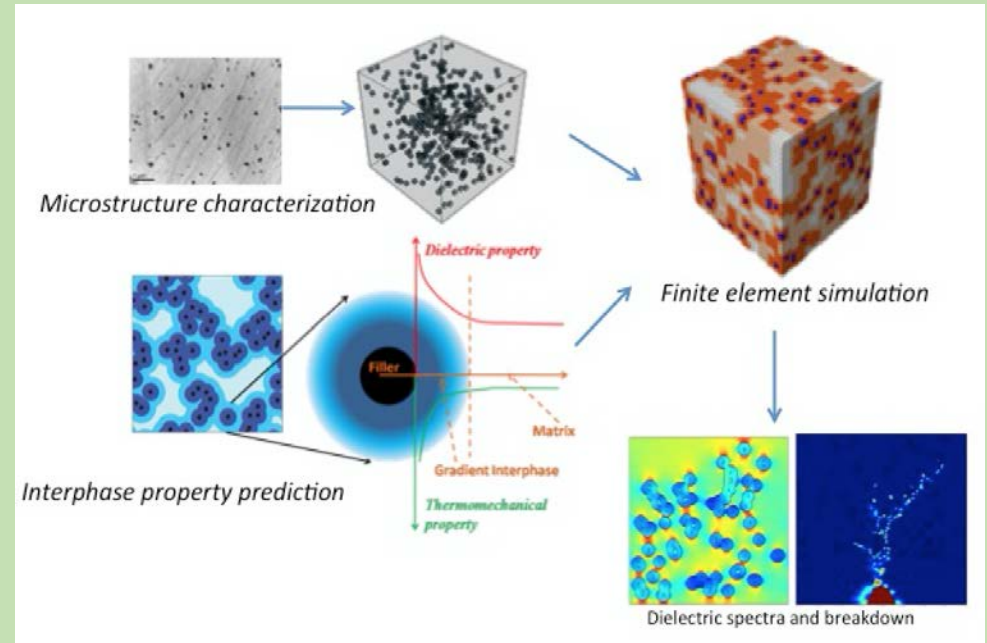 Microstructure characterization
Dielectric property
Finite element simulation
Filler
Matrix
Gradient Interphase
Interphase property prediction
Thermomechanical
property
Dielectric spectra and breakdown